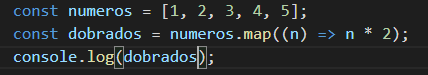 const numeros = [1, 2, 3, 4, 5];
const dobrados = numeros.map((n) => n * 2);
console.log(dobrados);